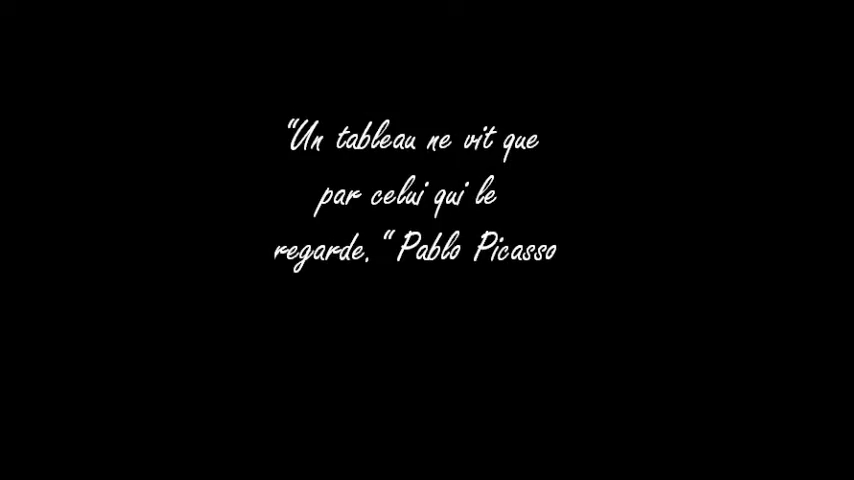 "Un tableau ne vit que
par celui qui le
regarde." Pablo Picasso